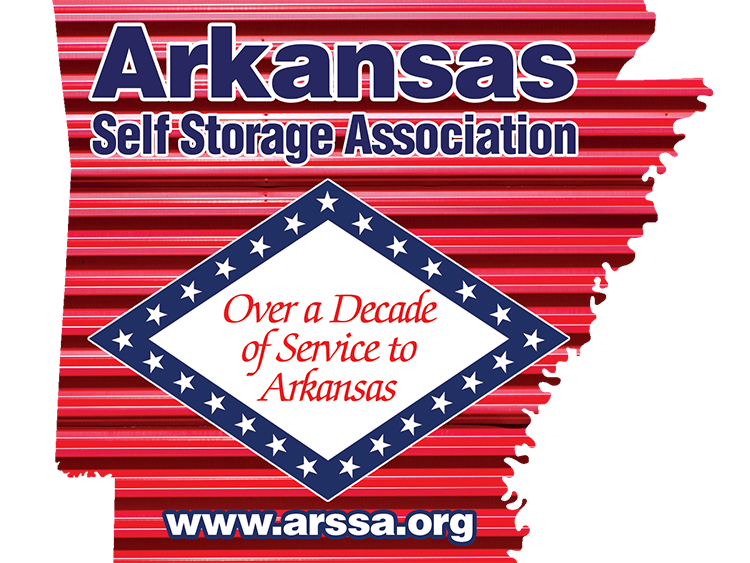 Arkansas
Self Storage Association
Over a Decade
of Service to
Arkansas
www.arssa.org